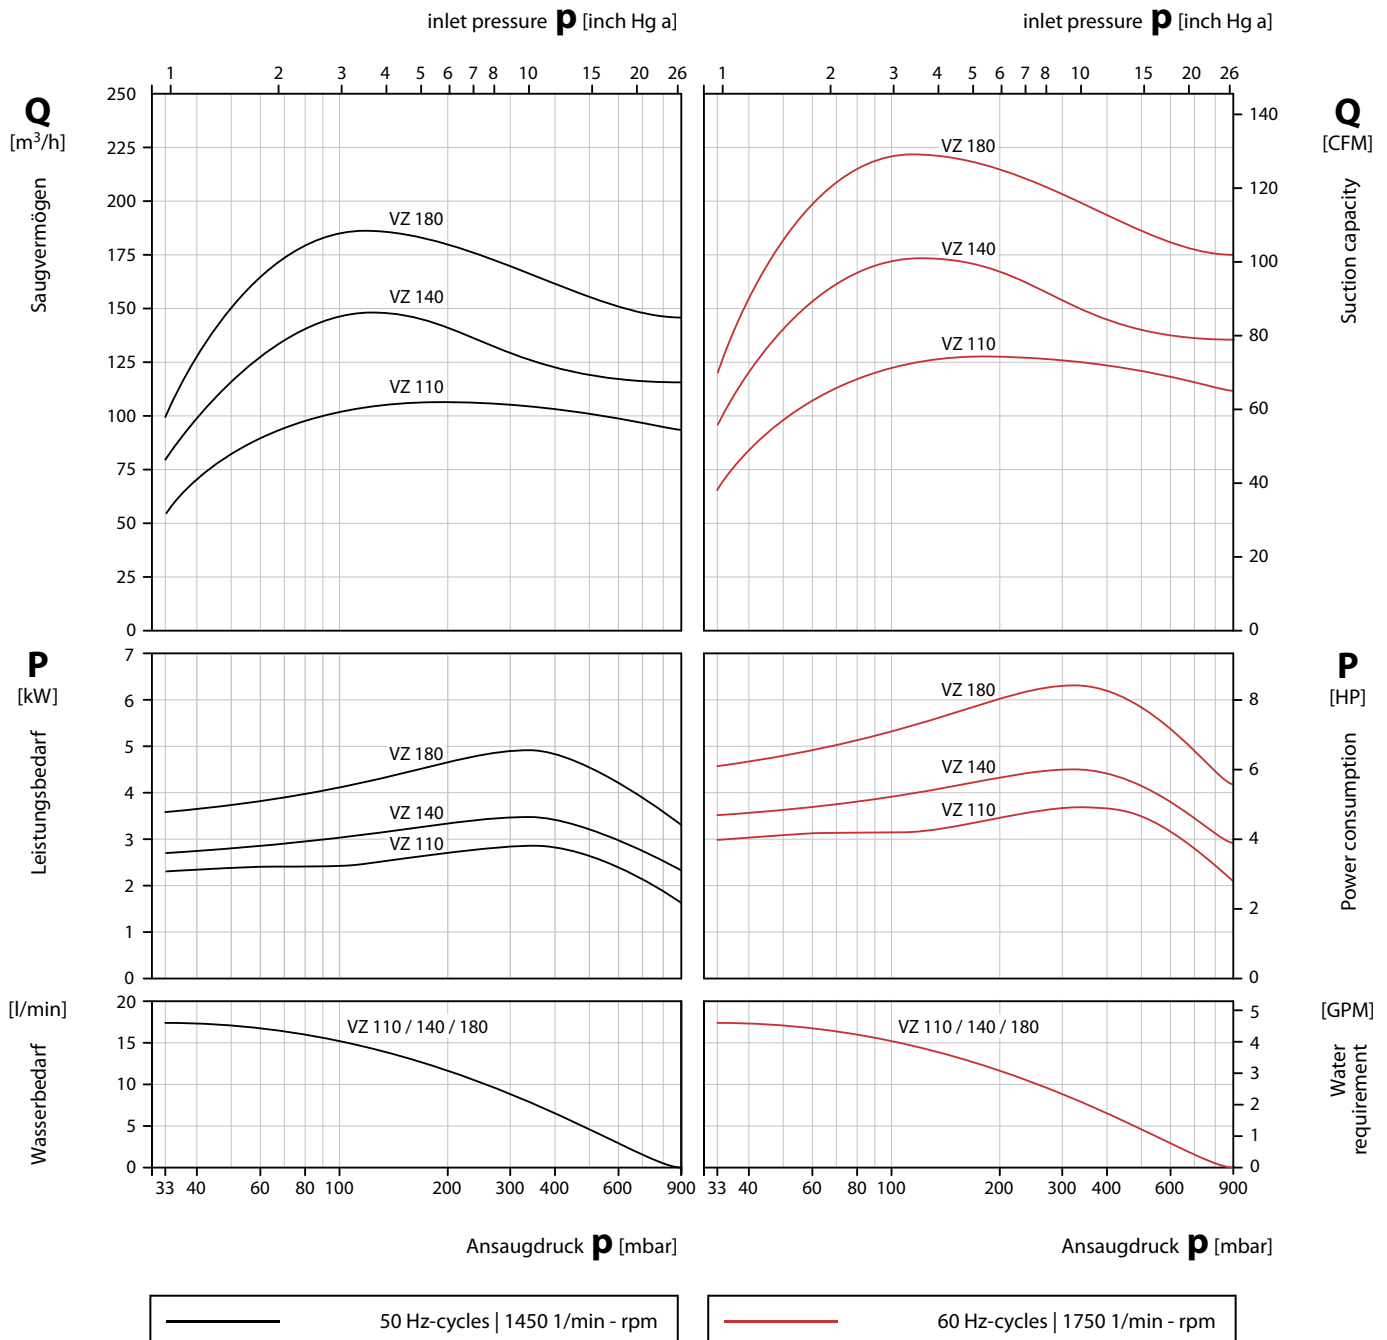 inlet pressure p [inch Hg a]
inlet pressure p [inch Hg a]
1 2 3 4 5 6 7 8 10 15 20 26
1 2 3 4 5 6 7 8 10 15 20 26
Q
[m³/h]
Saugvermögen
250
225
200
175
150
125
100
75
50
25
0
VZ 180
VZ 140
VZ 110
VZ 180
VZ 140
VZ 110
140
120
100
80
60
40
20
0
Q
[CFM]
Suction capacity
P
[kW]
Leistungsbedarf
7
6
5
4
3
2
1
0
VZ 180
VZ 140
VZ 110
VZ 180
VZ 140
VZ 110
8
6
4
2
0
P
[HP]
Power consumption
[l/min]
Wasserbedarf
20
15
10
5
0
VZ 110 / 140 / 180
VZ 110 / 140 / 180
5
4
3
2
1
0
[GPM]
Water
requirement
33 40 60 80 100 200 300 400 600 900
33 40 60 80 100 200 300 400 600 900
Ansaugdruck p [mbar]
Ansaugdruck p [mbar]
50 Hz-cycles | 1450 1/min - rpm
60 Hz-cycles | 1750 1/min - rpm